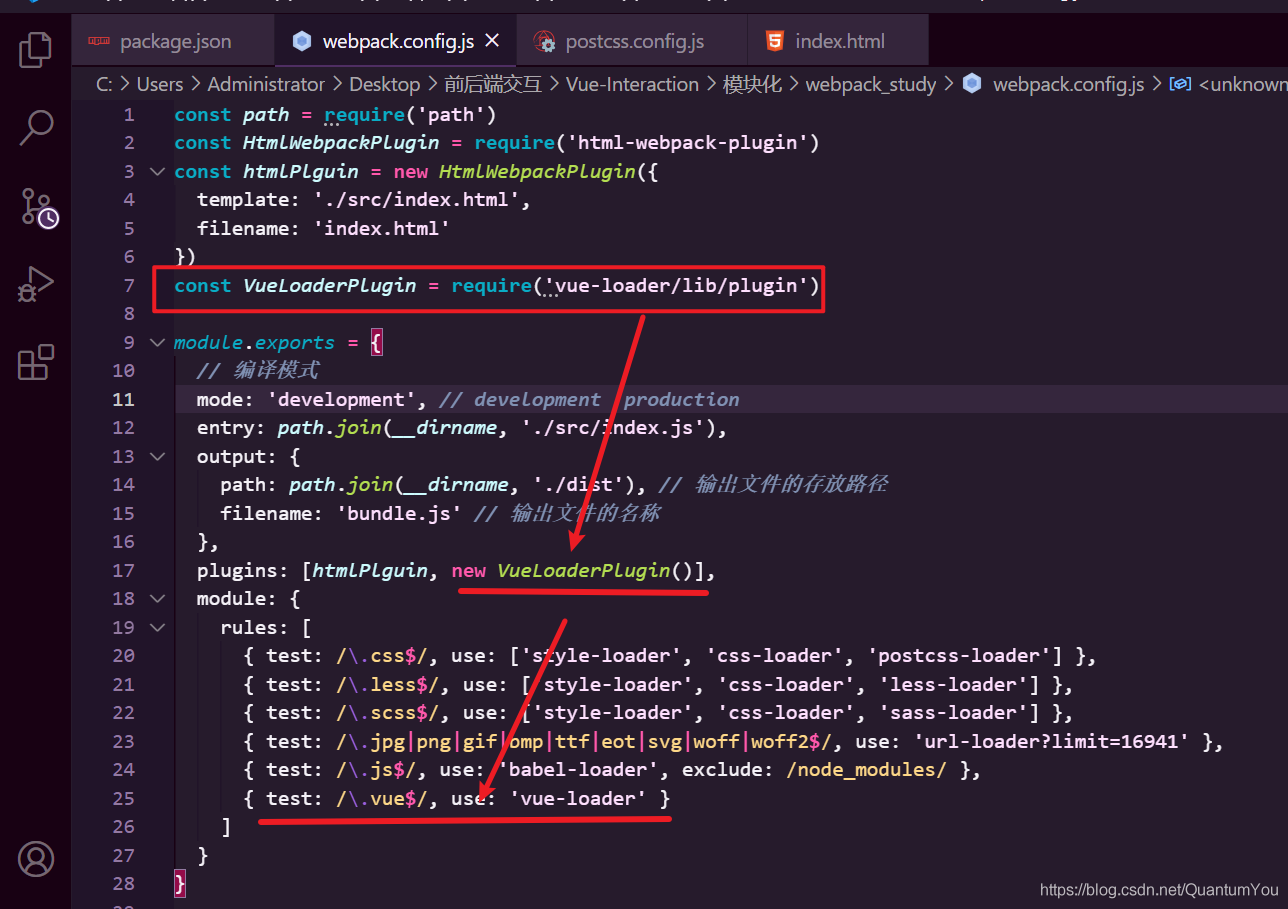 package.json
webpack.config.js
postcss.config.js
index.html
C: > Users > Administrator > Desktop > 前后端交互 > Vue-Interaction > 模块化 > webpack_study > webpack.config.js > <unknown
1 const path = require('path')
2 const HtmlWebpackPlugin = require('html-webpack-plugin')
3 const htmlPlguin = new HtmlWebpackPlugin({
4 template: './src/index.html',
5 filename: 'index.html'
6 })
7 const VueLoaderPlugin = require('vue-loader/lib/plugin')
8
9 module.exports = {
10 // 编译模式
11 mode: 'development', // development production
12 entry: path.join(__dirname, './src/index.js'),
13 output: {
14 path: path.join(__dirname, './dist'), // 输出文件的存放路径
15 filename: 'bundle.js' // 输出文件的名称
16 },
17 plugins: [htmlPlguin, new VueLoaderPlugin()],
18 module: {
19 rules: [
20 { test: /\.css$/, use: ['style-loader', 'css-loader', 'postcss-loader'] },
21 { test: /\.less$/, use: ['style-loader', 'css-loader', 'less-loader'] },
22 { test: /\.scss$/, use: ['style-loader', 'css-loader', 'sass-loader'] },
23 { test: /\.jpg|png|gif|bmp|ttf|eot|svg|woff|woff2$/, use: 'url-loader?limit=16941' },
24 { test: /\.js$/, use: 'babel-loader', exclude: /node_modules/ },
25 { test: /\.vue$/, use: 'vue-loader' }
26 ]
27 }
28 }
https://blog.csdn.net/QuantumYou